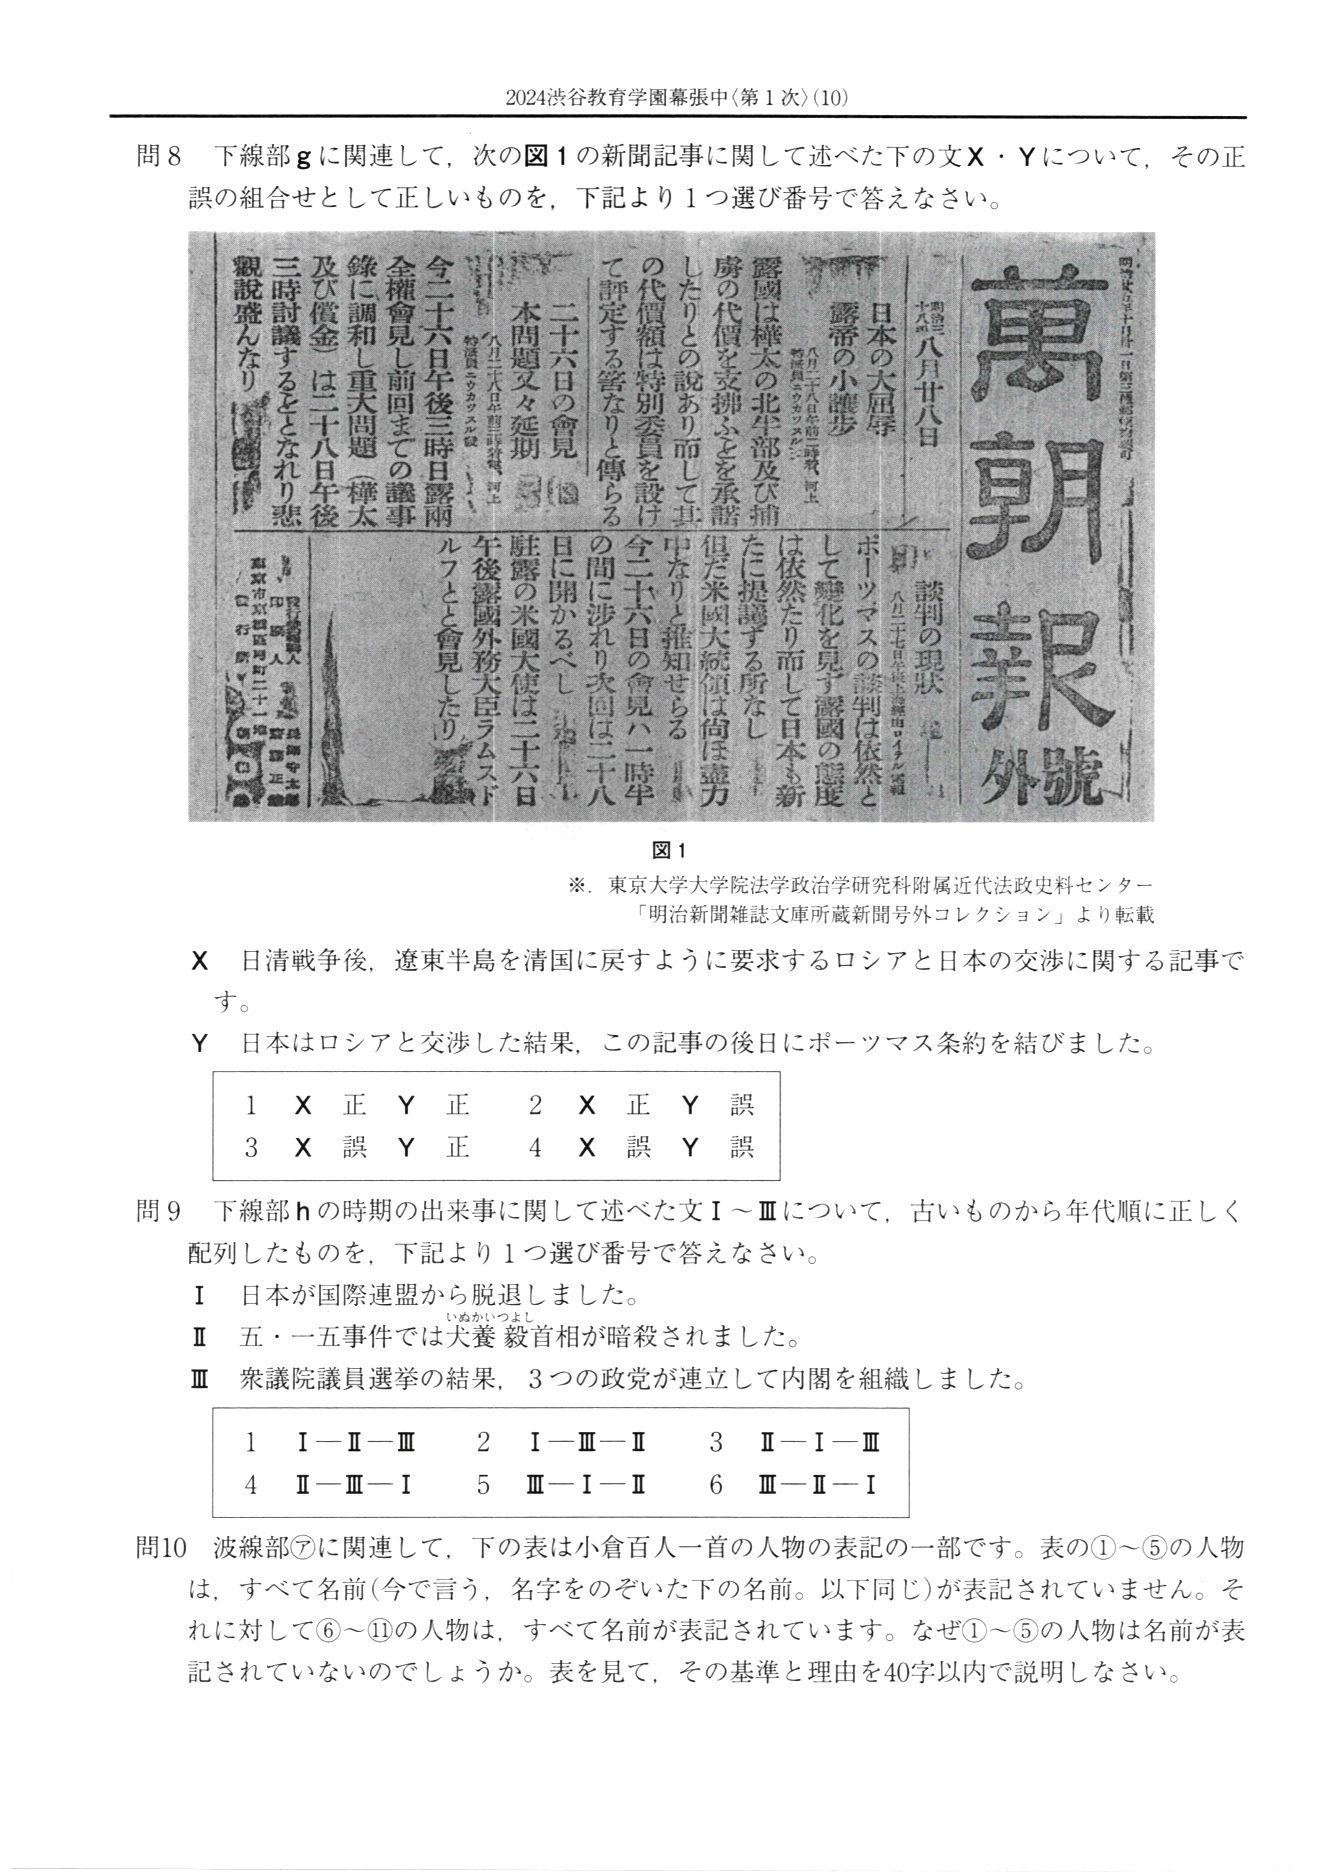 2024渋谷教育学園幕張中〈第１次〉(10)
問８　下線部ｇに関連して，次の図１の新聞記事に関して述べた下の文Ｘ・Ｙについて，その正
誤の組合せとして正しいものを，下記より１つ選び番号で答えなさい。
萬朝報
外號
八月廿八日
日本の大屈辱
露帝の小讓步
露國は樺太の北半部及び捕
虜の代價を支拂ふとを承諾
したりとの說あり而して其
の代價額は特別委員を設け
て評定する筈なりと傳らる
二十六日の會見
本問題又々延期
今二十六日午後三時日露兩
全權會見し前回までの議事
錄に調和し重大問題（樺太
及び償金）は二十八日午後
三時討議するととなれり悲
觀說盛んなり
談判の現狀
ポーツマスの談判は依然と
して變化を見ず露國の態度
は依然たり而して日本も新
たに提議する所なし
但だ米國大統領は尙ほ盡力
中なりと推知せらる
今二十六日の會見ハ一時半
の間に涉れり次回は二十八
日に開かるべし
駐露の米國大使は二十六日
午後露國外務大臣ラムスド
ルフとと會見したり
図１
※．東京大学大学院法学政治学研究科附属近代法政史料センター
「明治新聞雑誌文庫所蔵新聞号外コレクション」より転載
Ｘ　日清戦争後，遼東半島を清国に戻すように要求するロシアと日本の交渉に関する記事で
す。
Ｙ　日本はロシアと交渉した結果，この記事の後日にポーツマス条約を結びました。
１　Ｘ　正　Ｙ　正　　２　Ｘ　正　Ｙ　誤
３　Ｘ　誤　Ｙ　正　　４　Ｘ　誤　Ｙ　誤
問９　下線部ｈの時期の出来事に関して述べた文Ⅰ～Ⅲについて，古いものから年代順に正しく
配列したものを，下記より１つ選び番号で答えなさい。
Ⅰ　日本が国際連盟から脱退しました。
いぬかいつよし
Ⅱ　五・一五事件では犬養毅首相が暗殺されました。
Ⅲ　衆議院議員選挙の結果，３つの政党が連立して内閣を組織しました。
１　Ⅰ―Ⅱ―Ⅲ　　２　Ⅰ―Ⅲ―Ⅱ　　３　Ⅱ―Ⅰ―Ⅲ
４　Ⅱ―Ⅲ―Ⅰ　　５　Ⅲ―Ⅰ―Ⅱ　　６　Ⅲ―Ⅱ―Ⅰ
問10　波線部㋐に関連して，下の表は小倉百人一首の人物の表記の一部です。表の①～⑤の人物
は，すべて名前(今で言う，名字をのぞいた下の名前。以下同じ)が表記されていません。そ
れに対して⑥～⑪の人物は，すべて名前が表記されています。なぜ①～⑤の人物は名前が表
記されていないのでしょうか。表を見て，その基準と理由を40字以内で説明しなさい。